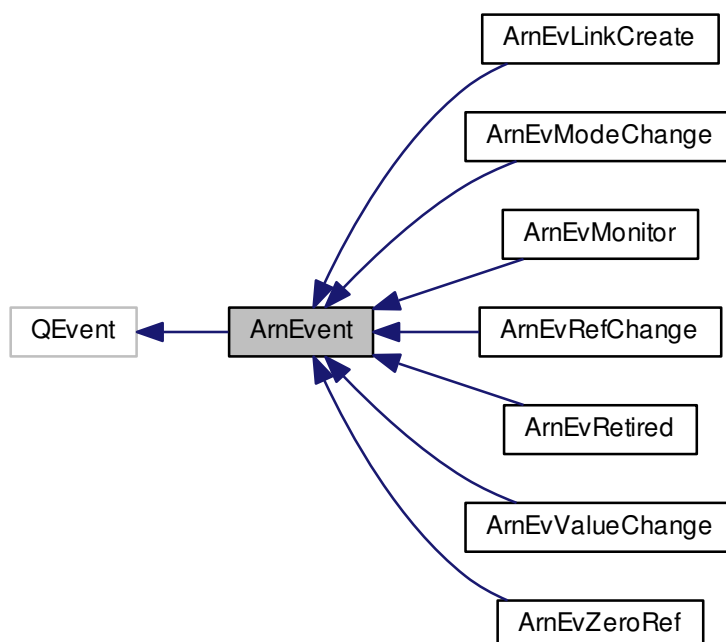 ArnEvLinkCreate
ArnEvModeChange
ArnEvMonitor
QEvent
ArnEvent
ArnEvRefChange
ArnEvRetired
ArnEvValueChange
ArnEvZeroRef